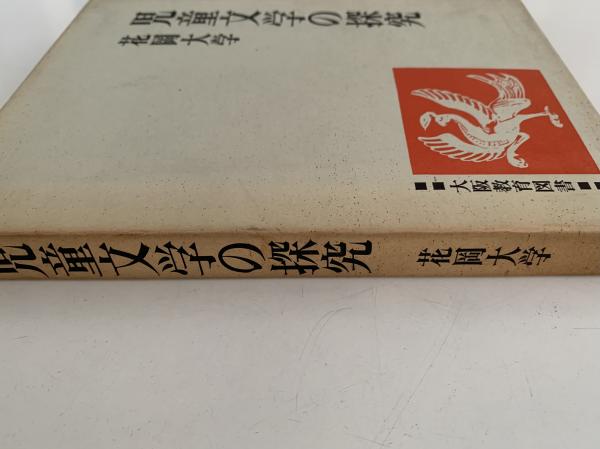 児童文学の探究
花岡大学
大阪教育図書
児童文学の探究
花岡大学